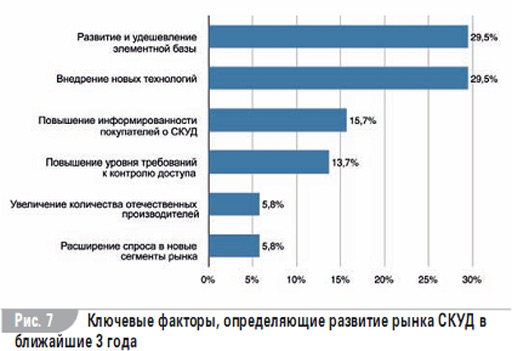 Развитие и удешевление
элементной базы
29,5%
Внедрение новых технологий
29,5%
Повышение информированности
покупателей о СКУД
15,7%
Повышение уровня требований
к контролю доступа
13,7%
Увеличение количества отечественных
производителей
5,8%
Расширение спроса в новые
сегменты рынка
5,8%
0% 5% 10% 15% 20% 25% 30%
Рис. 7 Ключевые факторы, определяющие развитие рынка СКУД в
ближайшие 3 года